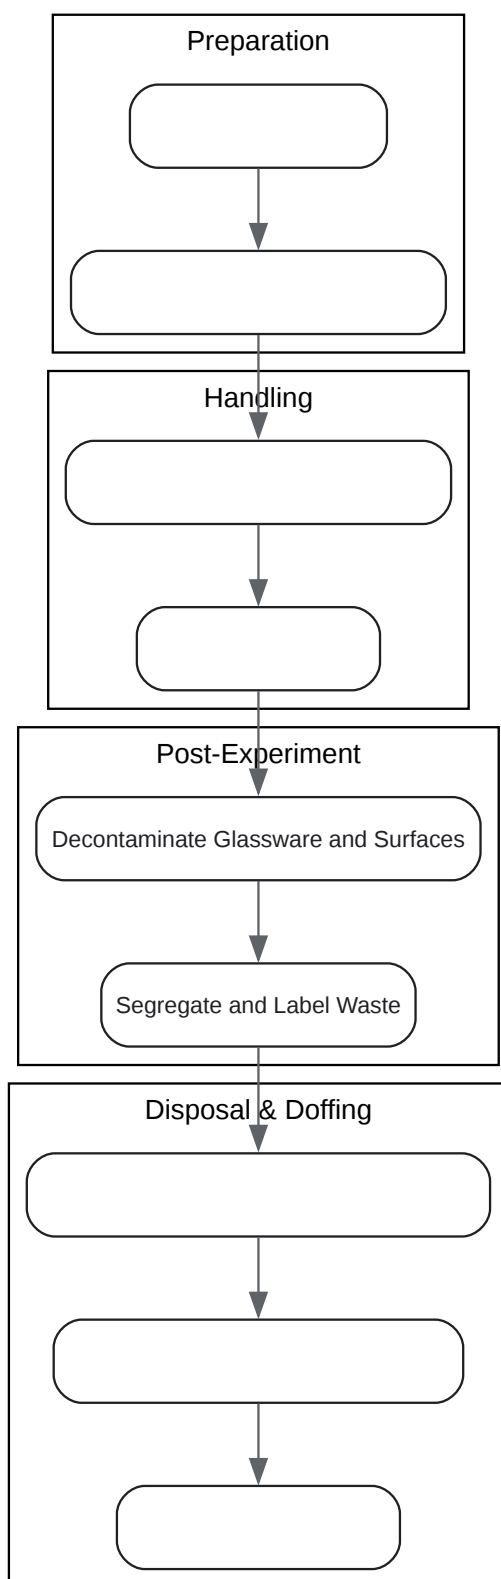 Preparation
Handling
Post-Experiment
Decontaminate Glassware and Surfaces
Segregate and Label Waste
Disposal & Doffing